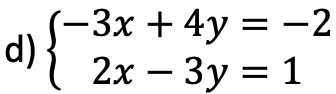 d) { -3x + 4y = -2
2x - 3y = 1